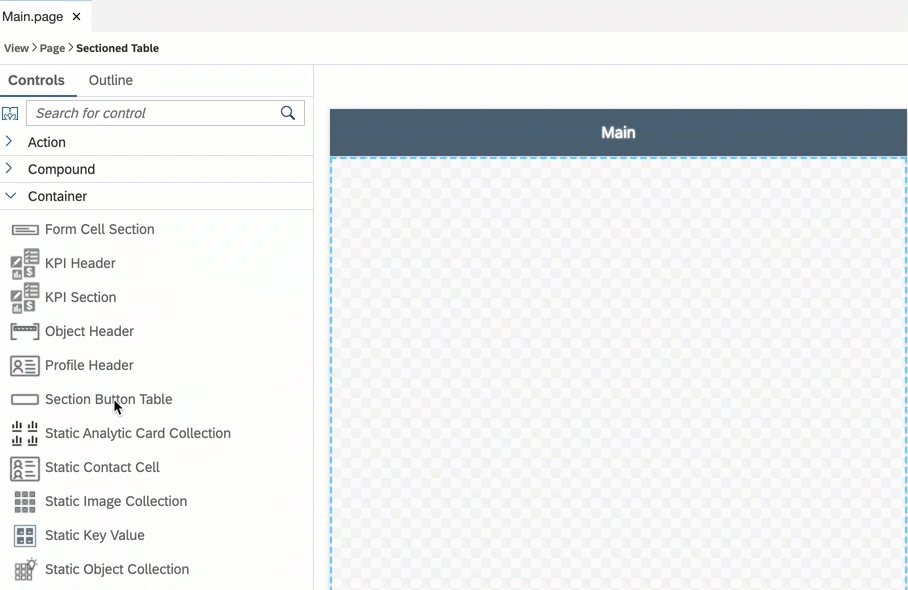 Main.page ×
View > Page > Sectioned Table
Controls Outline
Search for control
Action
Compound
Container
Form Cell Section
KPI Header
KPI Section
Object Header
Profile Header
Section Button Table
Static Analytic Card Collection
Static Contact Cell
Static Image Collection
Static Key Value
Static Object Collection
Main